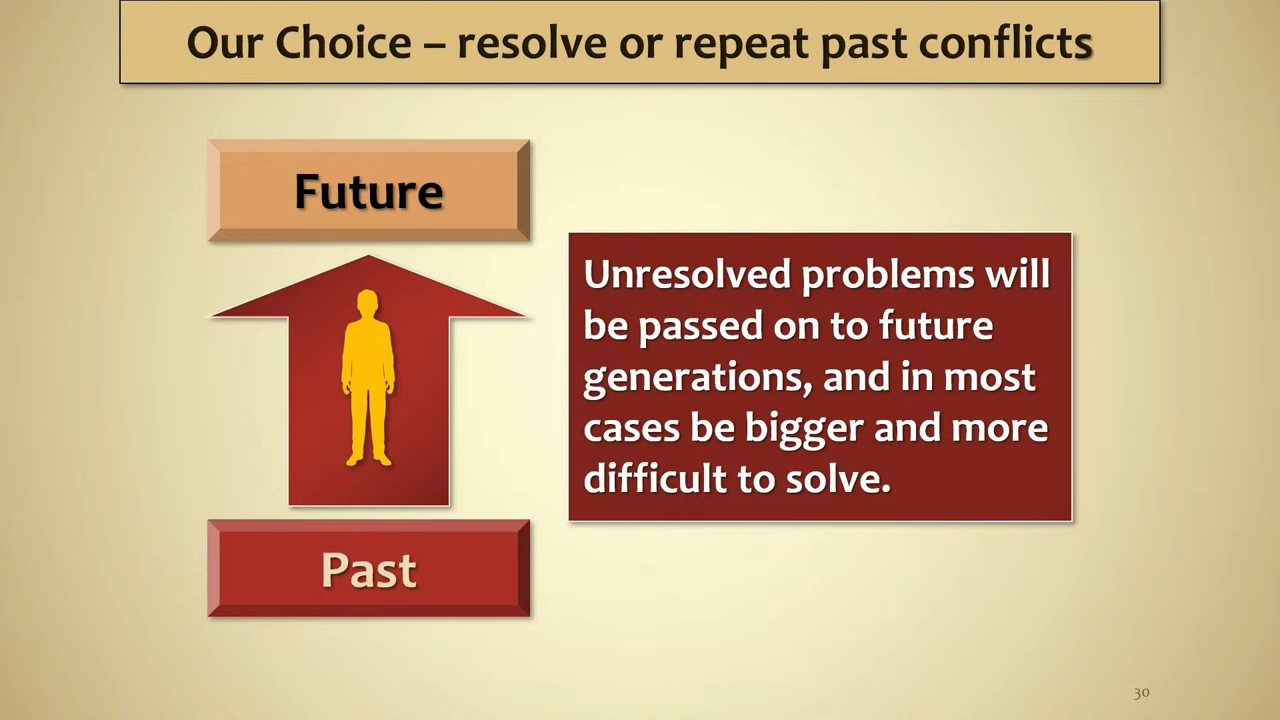 Our Choice – resolve or repeat past conflicts
Future
Unresolved problems will
be passed on to future
generations, and in most
cases be bigger and more
difficult to solve.
Past
30